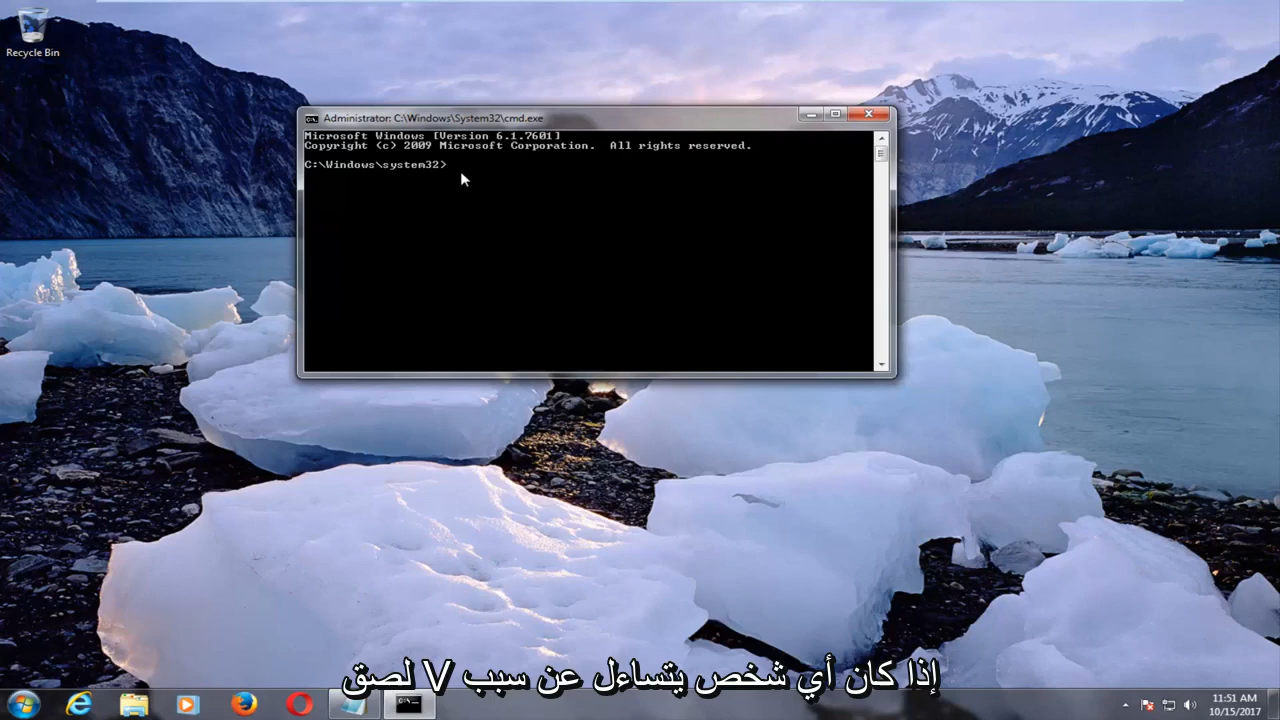 Recycle Bin
Administrator: C:\Windows\System32\cmd.exe
Microsoft Windows [Version 6.1.7601]
Copyright (c) 2009 Microsoft Corporation.  All rights reserved.
C:\Windows\system32>
إذا كان أي شخص يتساءل عن سبب V لصق
11:51 AM
10/15/2017